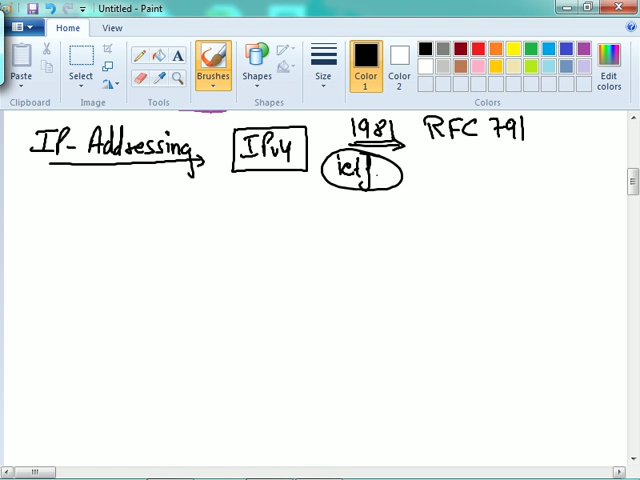 Untitled - Paint
Home View
Paste
Select
Brushes
Shapes
Size
Color 1
Color 2
Edit colors
Clipboard Image Tools Shapes Colors
IP- Addressing IPv4 1981 RFC 791
ietf